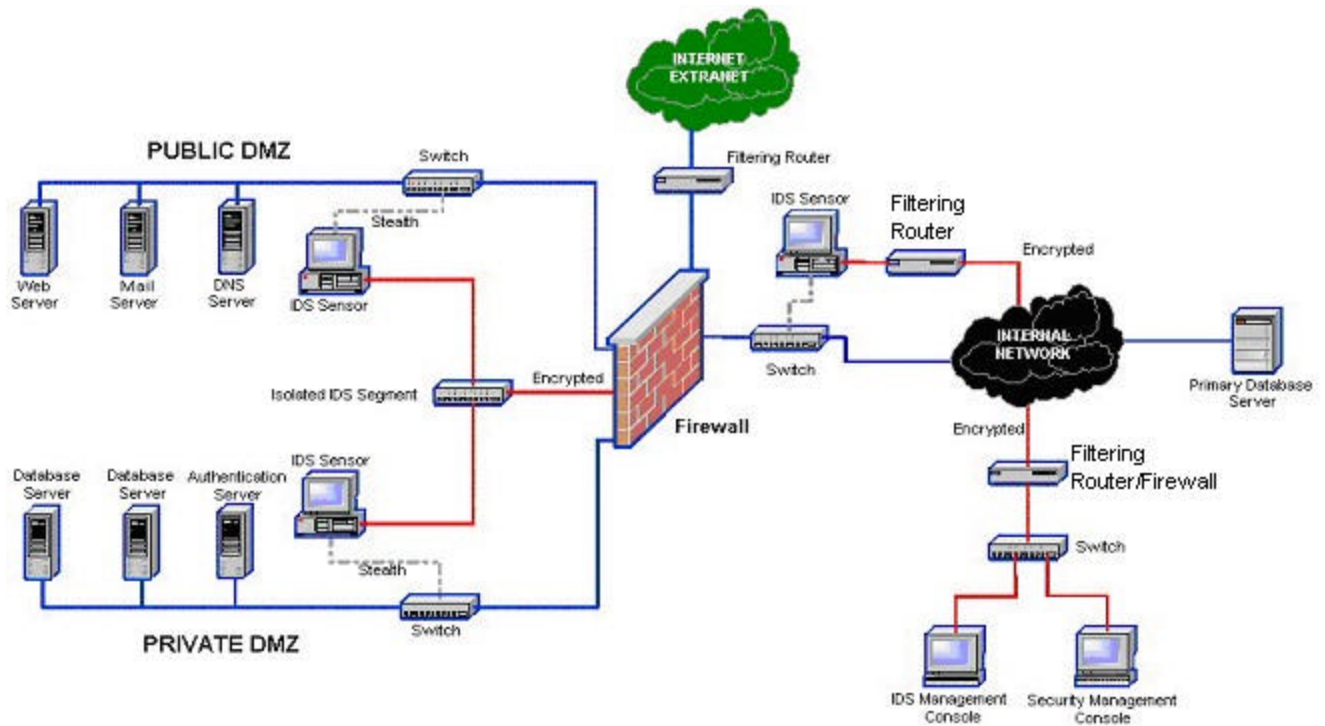 INTERNET
EXTRANET
PUBLIC DMZ
Switch
Filtering Router
IDS Sensor
Filtering
Router
Stealth
Encrypted
Web
Server
Mail
Server
DNS
Server
IDS Sensor
INTERNAL
NETWORK
Switch
Primary Database
Server
Isolated IDS Segment
Encrypted
Firewall
Encrypted
Filtering
Router/Firewall
Database
Server
Database
Server
Authentication
Server
IDS Sensor
Switch
Stealth
Switch
PRIVATE DMZ
IDS Management
Console
Security Management
Console